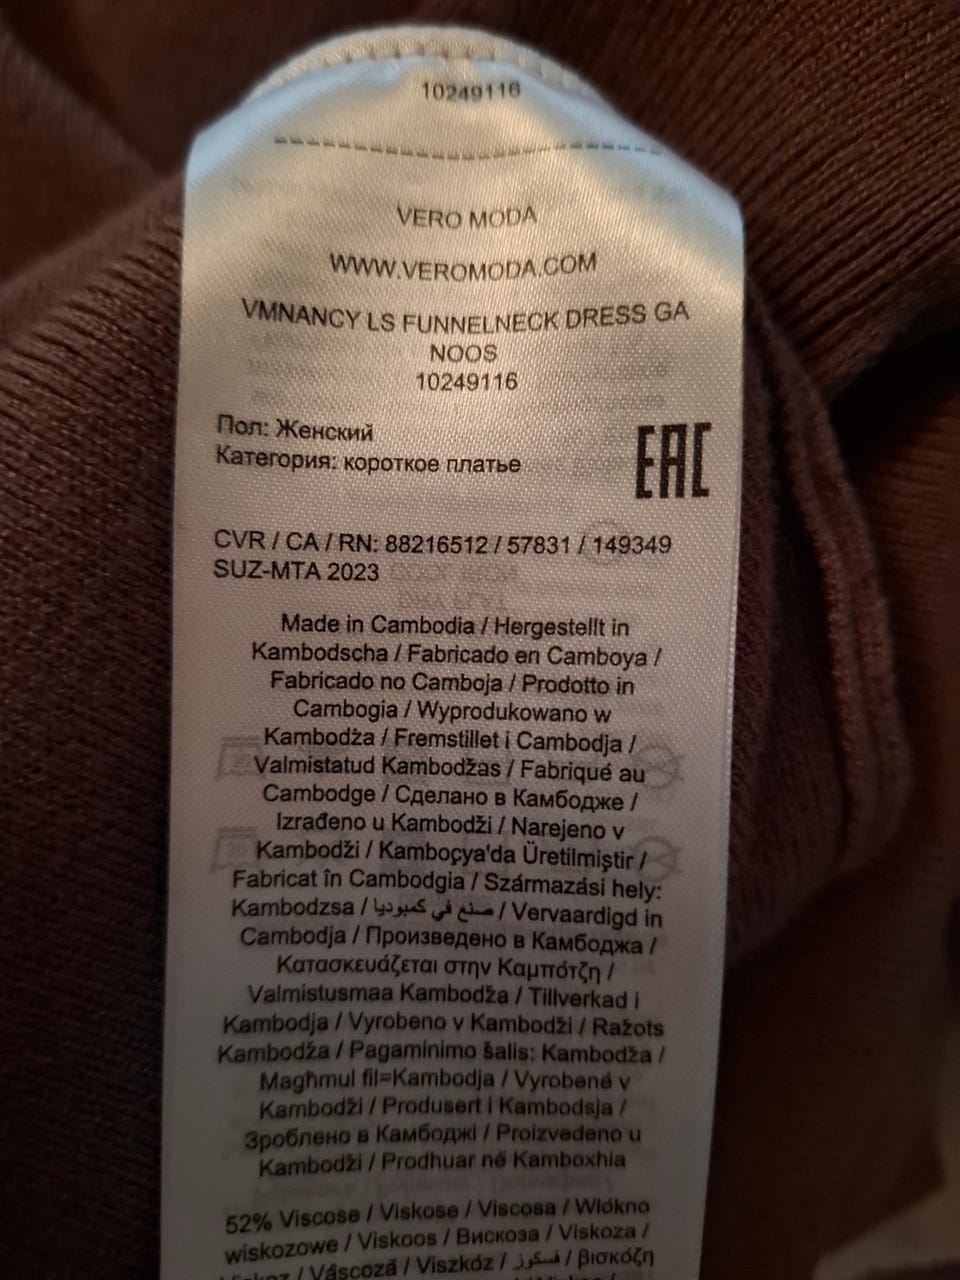 10249116
VERO MODA
WWW.VEROMODA.COM
VMNANCY LS FUNNELNECK DRESS GA
NOOS
10249116
Пол: Женский
Категория: короткое платье
EAC
CVR / CA / RN: 88216512 / 57831 / 149349
SUZ-MTA 2023
Made in Cambodia / Hergestellt in
Kambodscha / Fabricado en Camboya /
Fabricado no Camboja / Prodotto in
Cambogia / Wyprodukowano w
Kambodża / Fremstillet i Cambodja /
Valmistatud Kambodžas / Fabriqué au
Cambodge / Сделано в Камбодже /
Izrađeno u Kambodži / Narejeno v
Kambodži / Kamboçya'da Üretilmiştir /
Fabricat în Cambodgia / Származási hely:
Kambodzsa / صنع في كمبوديا / Vervaardigd in
Cambodja / Произведено в Камбоджа /
Κατασκευάζεται στην Καμπότζη /
Valmistusmaa Kambodža / Tillverkad i
Kambodja / Vyrobeno v Kambodži / Ražots
Kambodža / Pagaminimo šalis: Kambodža /
Magħmul fil=Kambodja / Vyrobené v
Kambodži / Produsert i Kambodsja /
Зроблено в Камбоджі / Proizvedeno u
Kambodži / Prodhuar në Kamboxhia
52% Viscose / Viskose / Viscosa / Włókno
wiskozowe / Viskoos / Вискоза / Viskoza /
/ Vâscoză / Viszkóz / فسكوز / βισκόζη